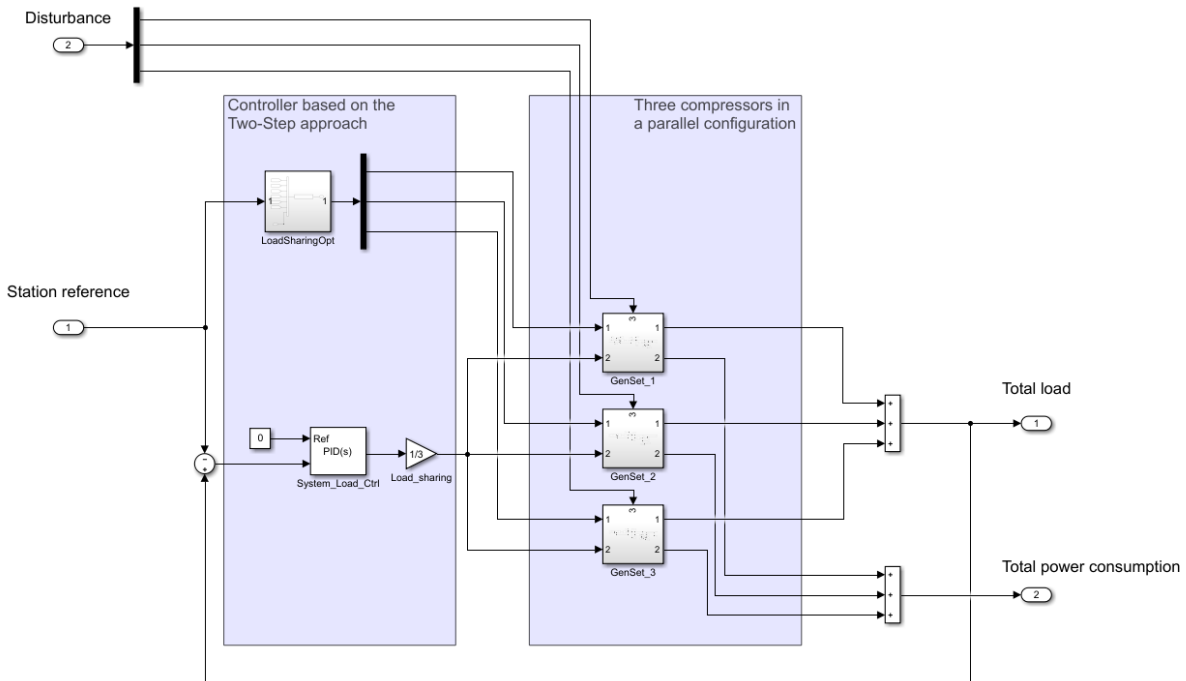 Disturbance
2
Controller based on the
Two-Step approach
Three compressors in
a parallel configuration
1
1
LoadSharingOpt
Station reference
1
3
1
1
2
2
GenSet_1
Total load
3
+
1
1
+
1
0
Ref
PID(s)
1/3
+
-
+
2
2
System_Load_Ctrl
Load_sharing
GenSet_2
3
1
1
2
2
GenSet_3
Total power consumption
+
+
2
+